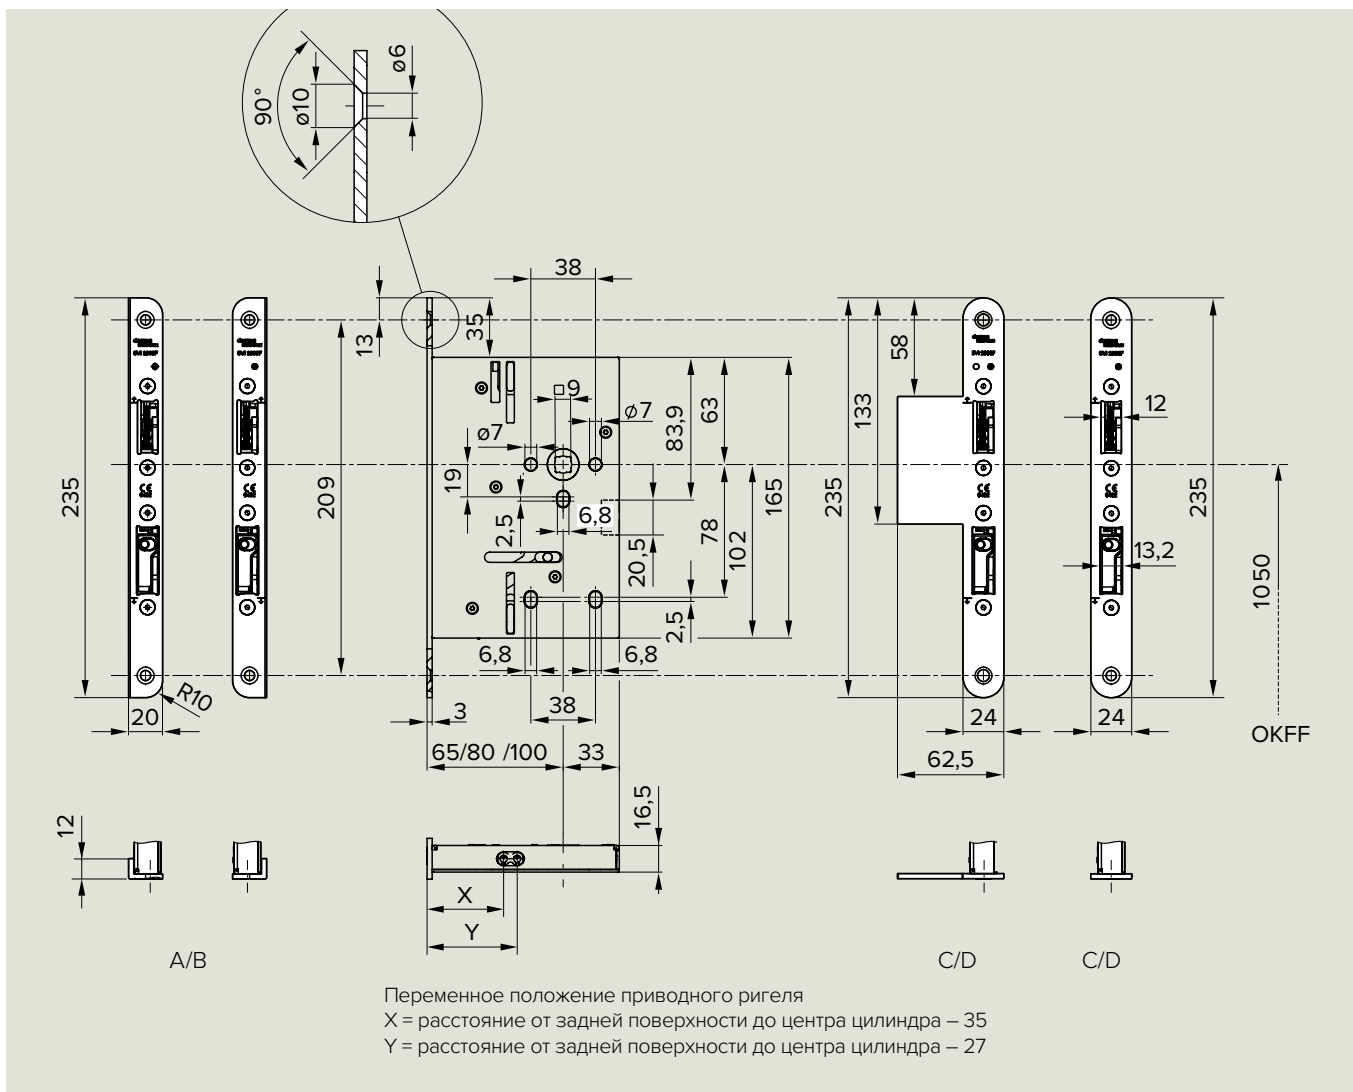 90°
ø10
ø6
38
13
35
9
ø7
ø7
83,9
63
58
133
12
235
209
19
2,5
6,8
20,5
78
102
165
235
235
13,2
1050
2,5
6,8
6,8
R10
20
3
38
24
24
OKFF
65/80 /100
33
62,5
12
16,5
X
Y
A/B
C/D
C/D
Переменное положение приводного ригеля
X = расстояние от задней поверхности до центра цилиндра – 35
Y = расстояние от задней поверхности до центра цилиндра – 27